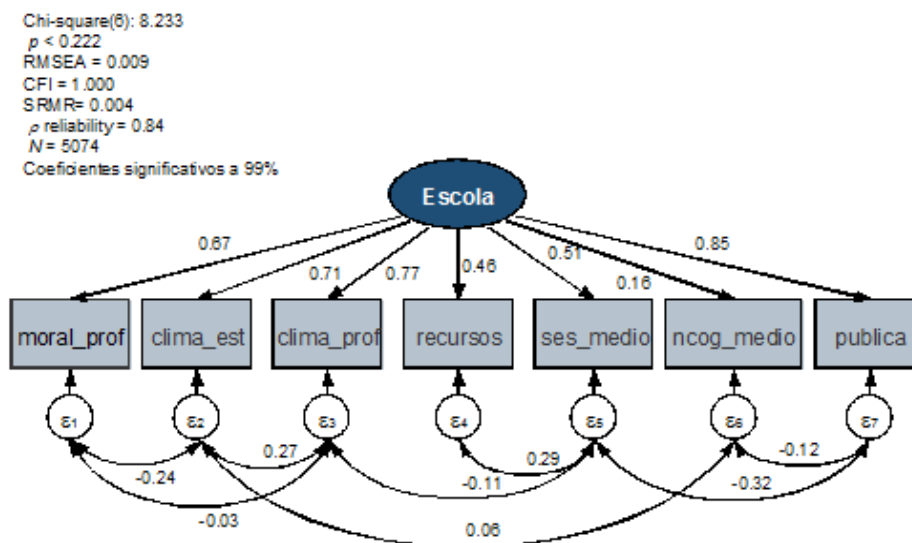 Chi-square(6): 8.233
p < 0.222
RMSEA = 0.009
CFI = 1.000
SRMR= 0.004
ρ reliability = 0.84
N = 5074
Coeficientes significativos a 99%
Escola
0.67
0.71
0.77
0.46
0.51
0.16
0.85
moral_prof
clima_est
clima_prof
recursos
ses_medio
ncog_medio
publica
ε1
ε2
ε3
ε4
ε5
ε6
ε7
-0.24
0.27
-0.03
0.29
-0.11
-0.12
-0.32
0.06